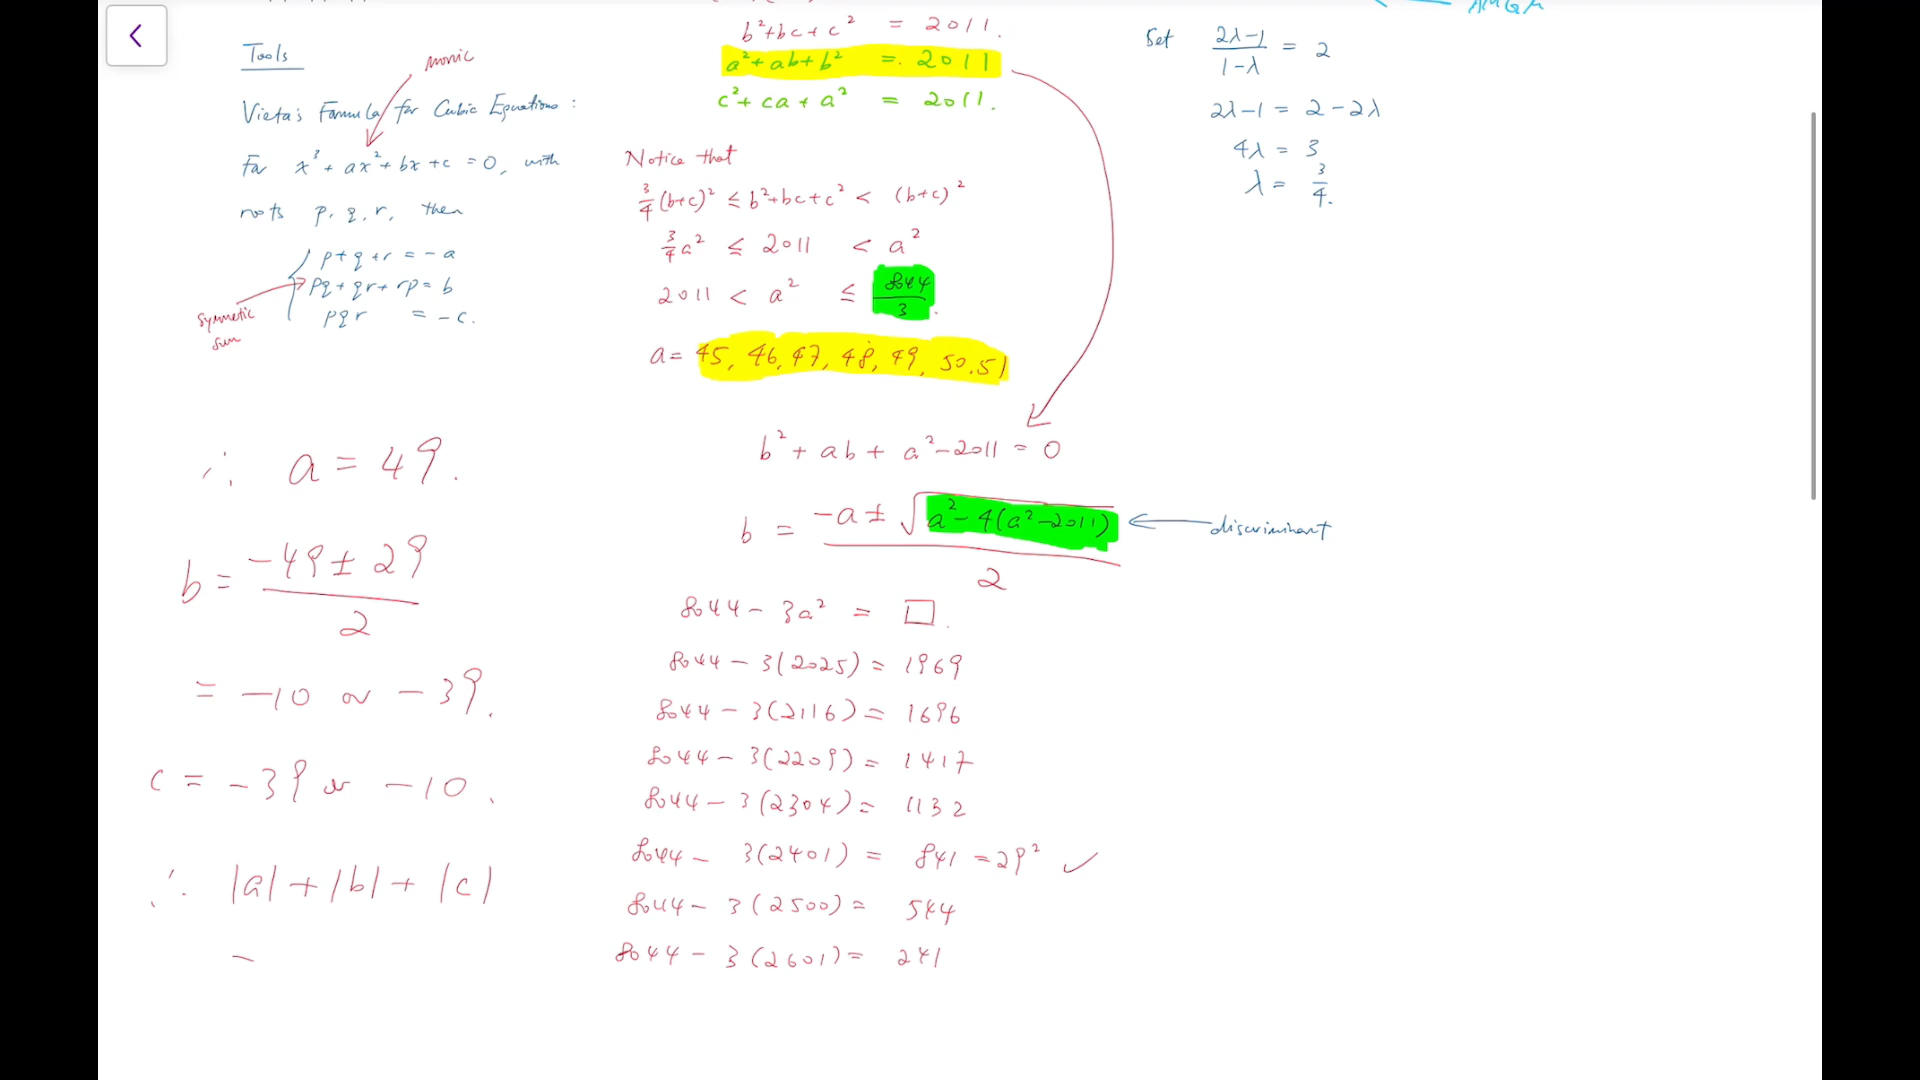 Tools
monic
Vieta's Formula for Cubic Equations :
For x³ + ax² + bx + c = 0, with
roots p, q, r, then
p+q+r = -a
pq+qr+rp = b
pqr = -c.
symmetric
sum
∴ a = 49.
b = (-49 ± 29)/2
= -10 or -39.
c = -39 or -10.
∴ |a| + |b| + |c|
b²+bc+c² = 2011.
a²+ab+b² = 2011
c²+ca+a² = 2011.
Notice that
3/4 (b+c)² ≤ b²+bc+c² < (b+c)²
3/4 a² ≤ 2011 < a²
2011 < a² ≤ 8044/3.
a = 45, 46, 47, 48, 49, 50, 51
b² + ab + a²-2011 = 0
b = (-a ± √(a²-4(a²-2011)))/2
discriminant
8044 - 3a² = □.
8044 - 3(2025) = 1969
8044 - 3(2116) = 1696
8044 - 3(2209) = 1417
8044 - 3(2304) = 1132
8044 - 3(2401) = 841 = 29² ✓
8044 - 3(2500) = 544
8044 - 3(2601) = 241
Set (2λ-1)/(1-λ) = 2
2λ-1 = 2-2λ
4λ = 3
λ = 3/4.